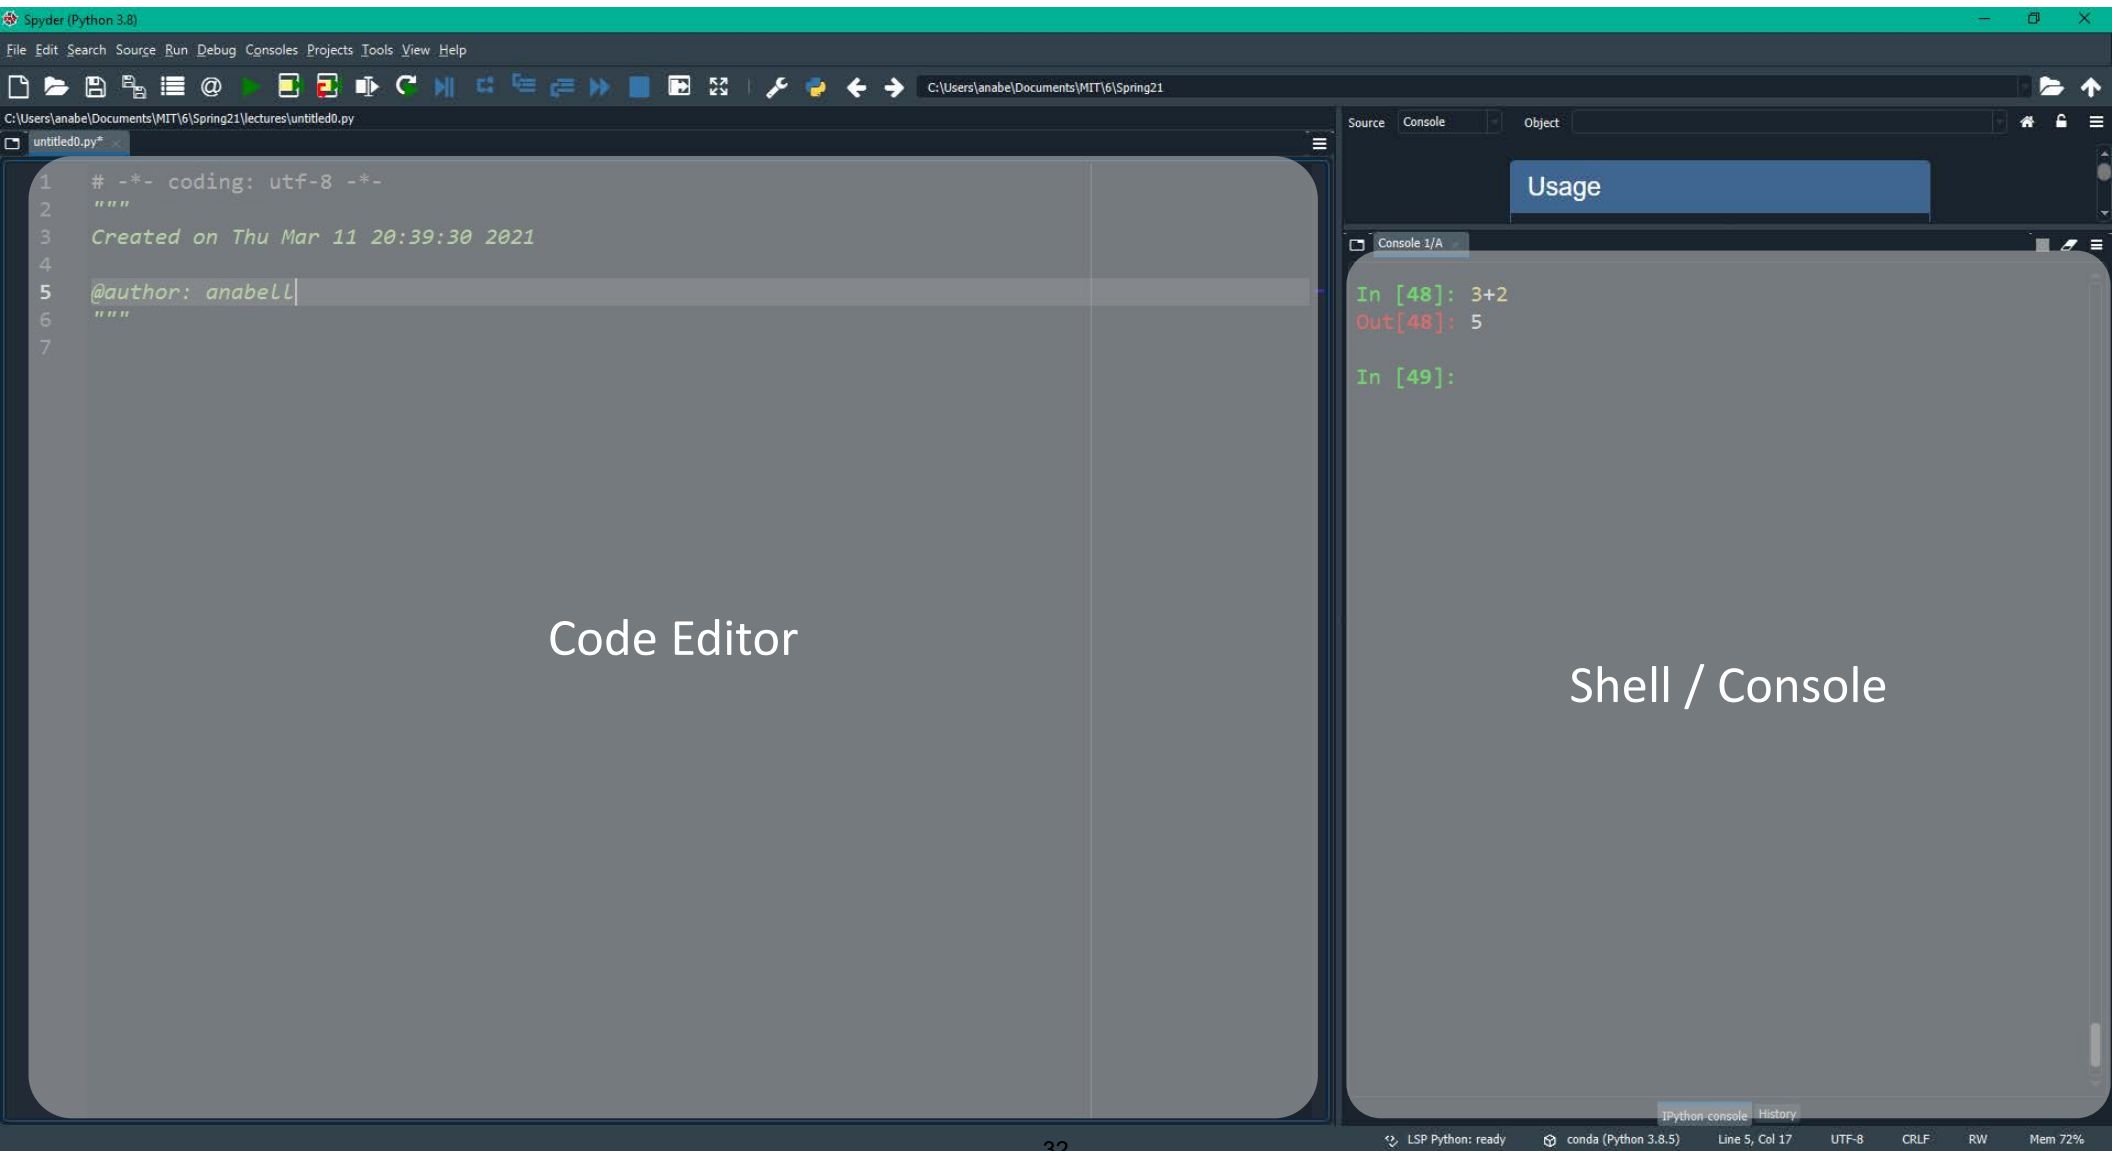 Spyder (Python 3.8)
File Edit Search Source Run Debug Consoles Projects Tools View Help
C:\Users\anabe\Documents\MIT\6\Spring21
C:\Users\anabe\Documents\MIT\6\Spring21\lectures\untitled0.py
untitled0.py*
1 # -*- coding: utf-8 -*-
2 """
3 Created on Thu Mar 11 20:39:30 2021
4
5 @author: anabell
6 """
7
Code Editor
Source Console Object
Usage
Console 1/A
In [48]: 3+2
Out[48]: 5
In [49]:
Shell / Console
IPython console History
LSP Python: ready conda (Python 3.8.5) Line 5, Col 17 UTF-8 CRLF RW Mem 72%
32